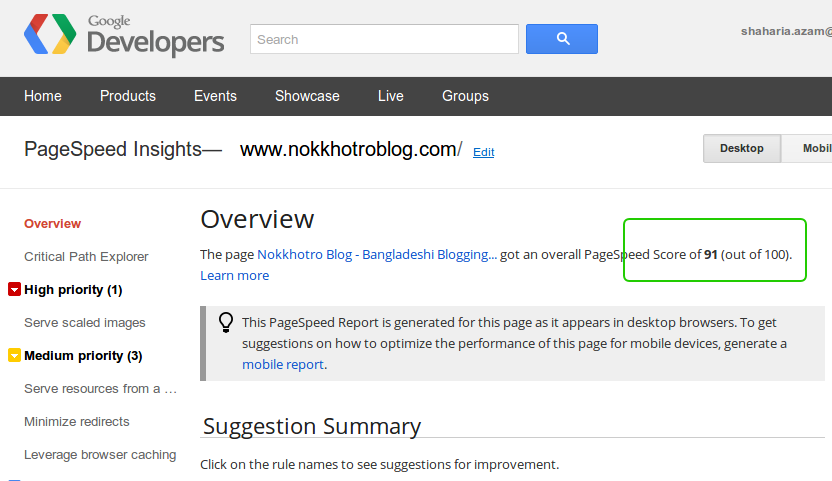 Google
Developers
Search
shaharia.azam@
Home Products Events Showcase Live Groups
PageSpeed Insights— www.nokkhotroblog.com/ Edit
Desktop Mobil
Overview
Critical Path Explorer
High priority (1)
Serve scaled images
Medium priority (3)
Serve resources from a …
Minimize redirects
Leverage browser caching
Overview
The page Nokkhotro Blog - Bangladeshi Blogging... got an overall PageSpeed Score of 91 (out of 100).
Learn more
This PageSpeed Report is generated for this page as it appears in desktop browsers. To get
suggestions on how to optimize the performance of this page for mobile devices, generate a
mobile report.
Suggestion Summary
Click on the rule names to see suggestions for improvement.